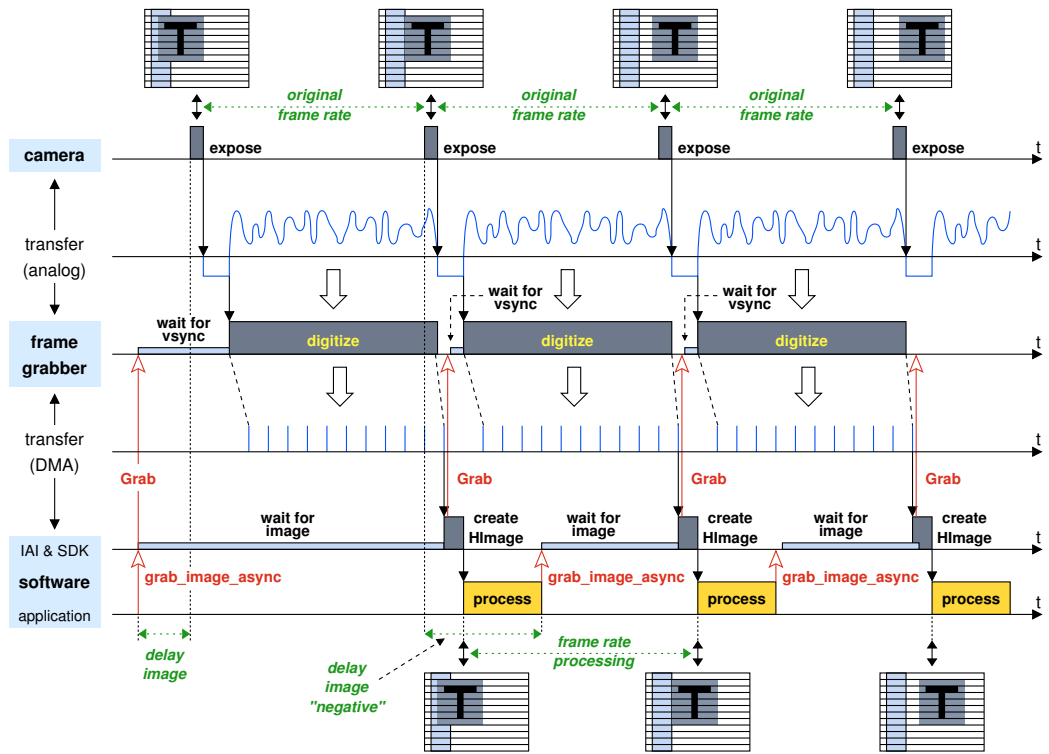 T
T
T
T
original
frame rate
original
frame rate
original
frame rate
camera
expose
expose
expose
expose
t
transfer
(analog)
t
wait for
vsync
wait for
vsync
wait for
vsync
frame
grabber
digitize
digitize
digitize
t
transfer
(DMA)
t
Grab
Grab
Grab
Grab
wait for
image
create
HImage
wait for
image
create
HImage
wait for
image
create
HImage
t
IAI & SDK
software
application
grab_image_async
grab_image_async
grab_image_async
process
process
process
t
delay
image
delay
image
"negative"
frame rate
processing
T
T
T